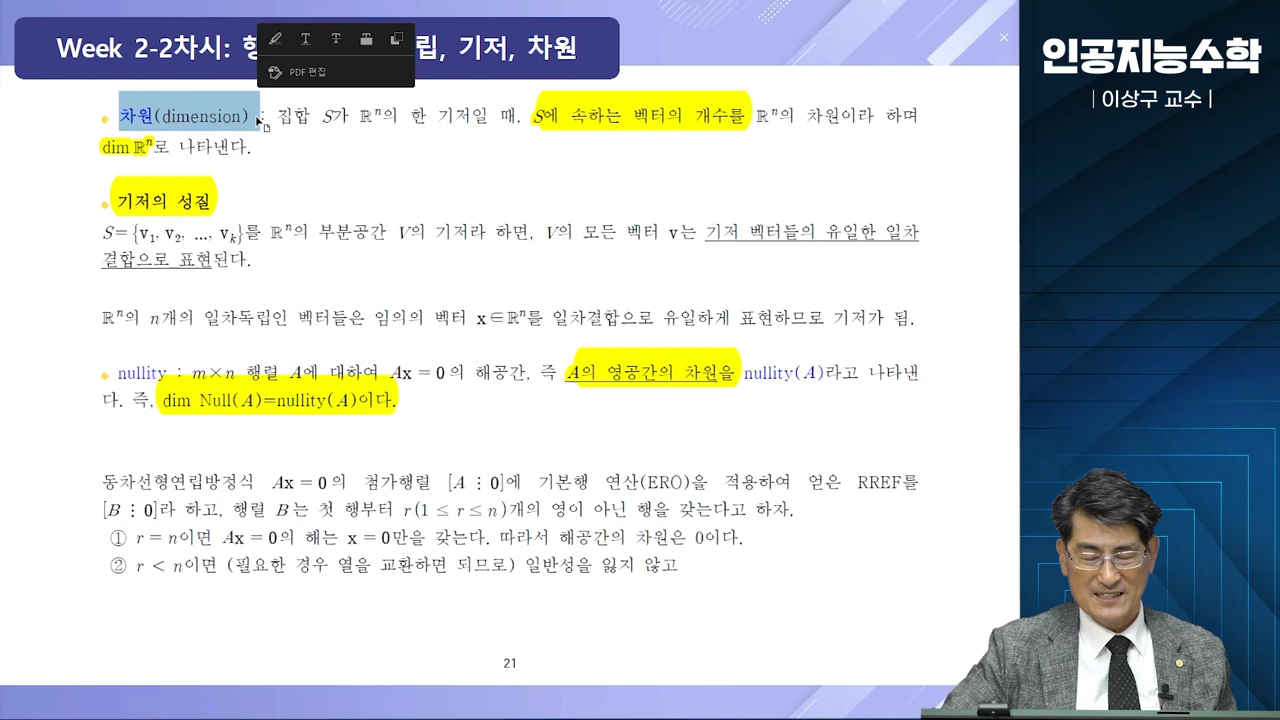 Week 2-2차시: 행 립, 기저, 차원
PDF 편집
인공지능수학
| 이상구 교수 |
• 차원(dimension) : 집합 S가 ℝⁿ의 한 기저일 때, S에 속하는 벡터의 개수를 ℝⁿ의 차원이라 하며
dim ℝⁿ로 나타낸다.
• 기저의 성질
S={v₁, v₂, ..., vₖ}를 ℝⁿ의 부분공간 V의 기저라 하면, V의 모든 벡터 v는 기저 벡터들의 유일한 일차
결합으로 표현된다.
ℝⁿ의 n개의 일차독립인 벡터들은 임의의 벡터 x∈ℝⁿ를 일차결합으로 유일하게 표현하므로 기저가 됨.
• nullity : m×n 행렬 A에 대하여 Ax=0의 해공간, 즉 A의 영공간의 차원을 nullity(A)라고 나타낸
다. 즉, dim Null(A)=nullity(A)이다.
동차선형연립방정식 Ax=0의 첨가행렬 [A ⋮ 0]에 기본행 연산(ERO)을 적용하여 얻은 RREF를
[B ⋮ 0]라 하고, 행렬 B는 첫 행부터 r(1 ≤ r ≤ n)개의 영이 아닌 행을 갖는다고 하자.
① r = n이면 Ax=0의 해는 x=0만을 갖는다. 따라서 해공간의 차원은 0이다.
② r < n이면 (필요한 경우 열을 교환하면 되므로) 일반성을 잃지 않고
21